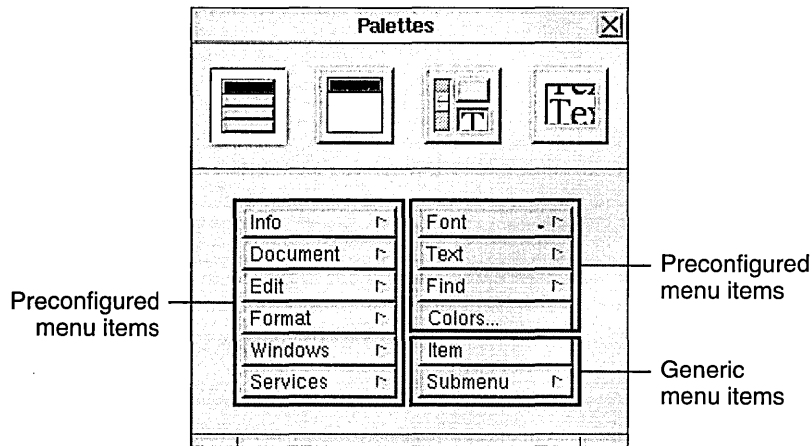 Palettes
Info
Document
Edit
Format
Windows
Services
Font
Text
Find
Colors...
Item
Submenu
Preconfigured
menu items
Preconfigured
menu items
Generic
menu items